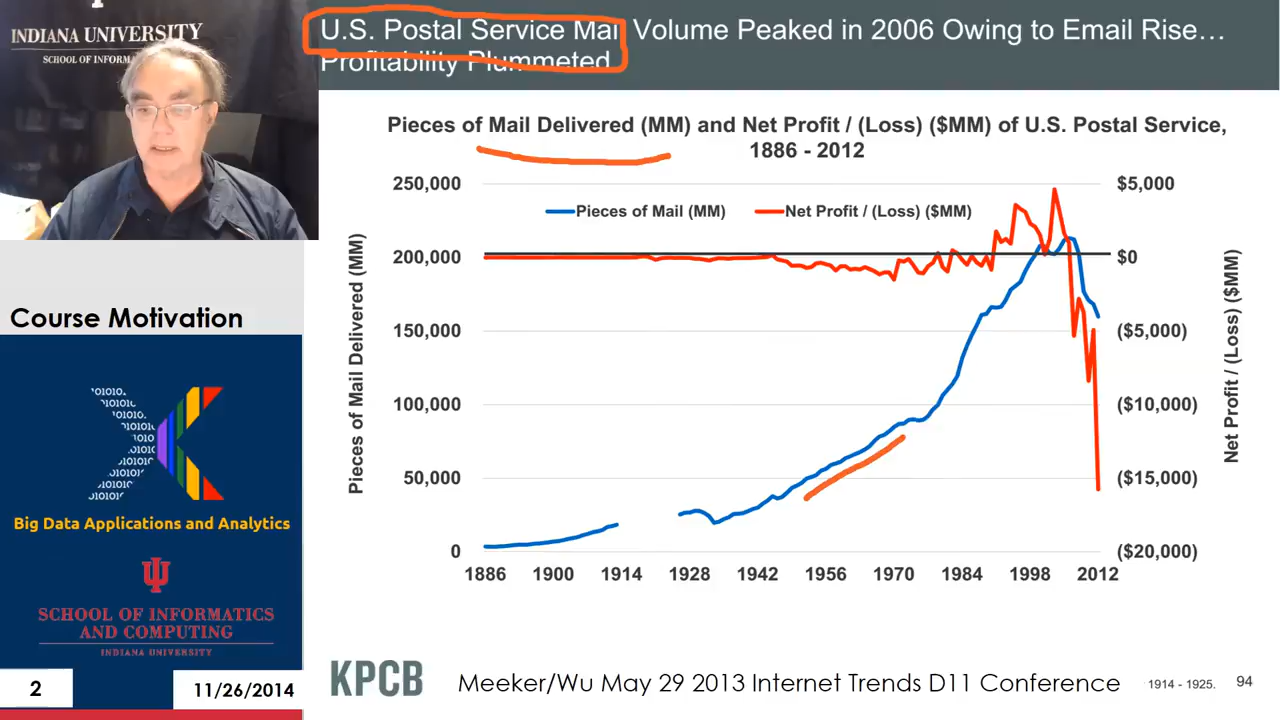 INDIANA UNIVERSITY
SCHOOL OF INFORMA
U.S. Postal Service Mail Volume Peaked in 2006 Owing to Email Rise…
Profitability Plummeted
Pieces of Mail Delivered (MM) and Net Profit / (Loss) ($MM) of U.S. Postal Service,
1886 - 2012
250,000
200,000
150,000
100,000
50,000
0
Pieces of Mail Delivered (MM)
Pieces of Mail (MM)
Net Profit / (Loss) ($MM)
$5,000
$0
($5,000)
($10,000)
($15,000)
($20,000)
Net Profit / (Loss) ($MM)
1886 1900 1914 1928 1942 1956 1970 1984 1998 2012
Course Motivation
Big Data Applications and Analytics
SCHOOL OF INFORMATICS
AND COMPUTING
INDIANA UNIVERSITY
2
11/26/2014
KPCB
Meeker/Wu May 29 2013 Internet Trends D11 Conference
1914 - 1925.
94